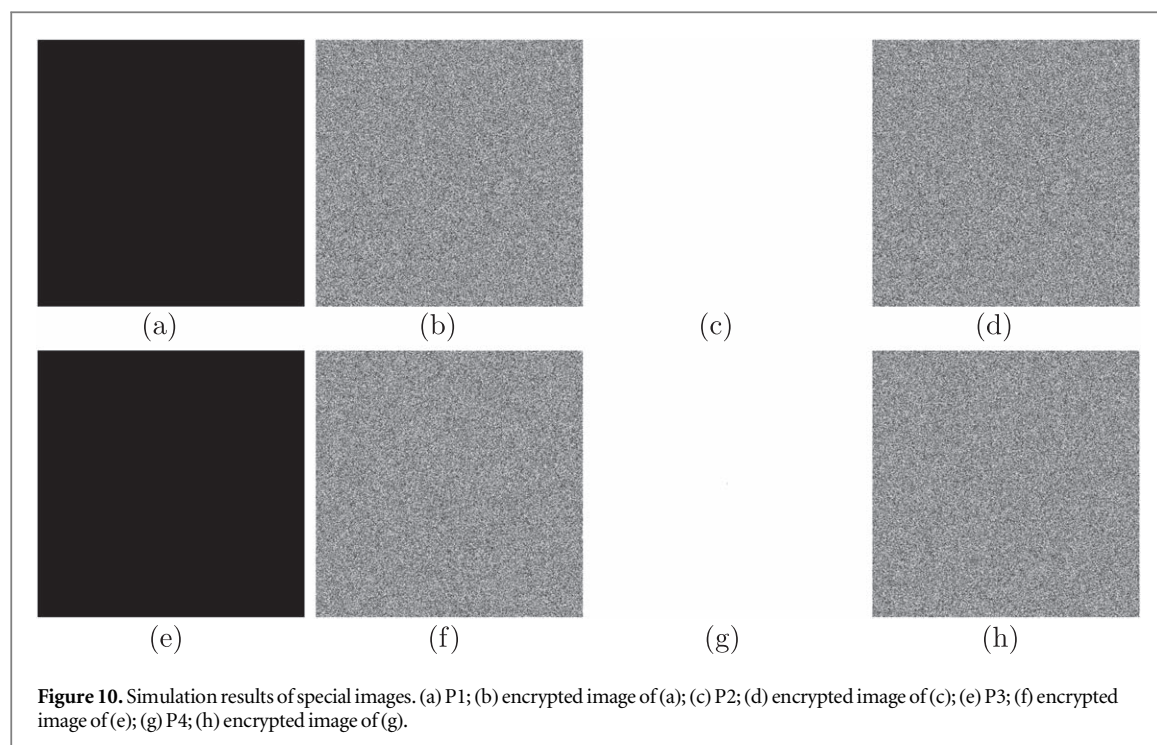 (a) (b) (c) (d)
(e) (f) (g) (h)
Figure 10. Simulation results of special images. (a) P1; (b) encrypted image of (a); (c) P2; (d) encrypted image of (c); (e) P3; (f) encrypted
image of (e); (g) P4; (h) encrypted image of (g).